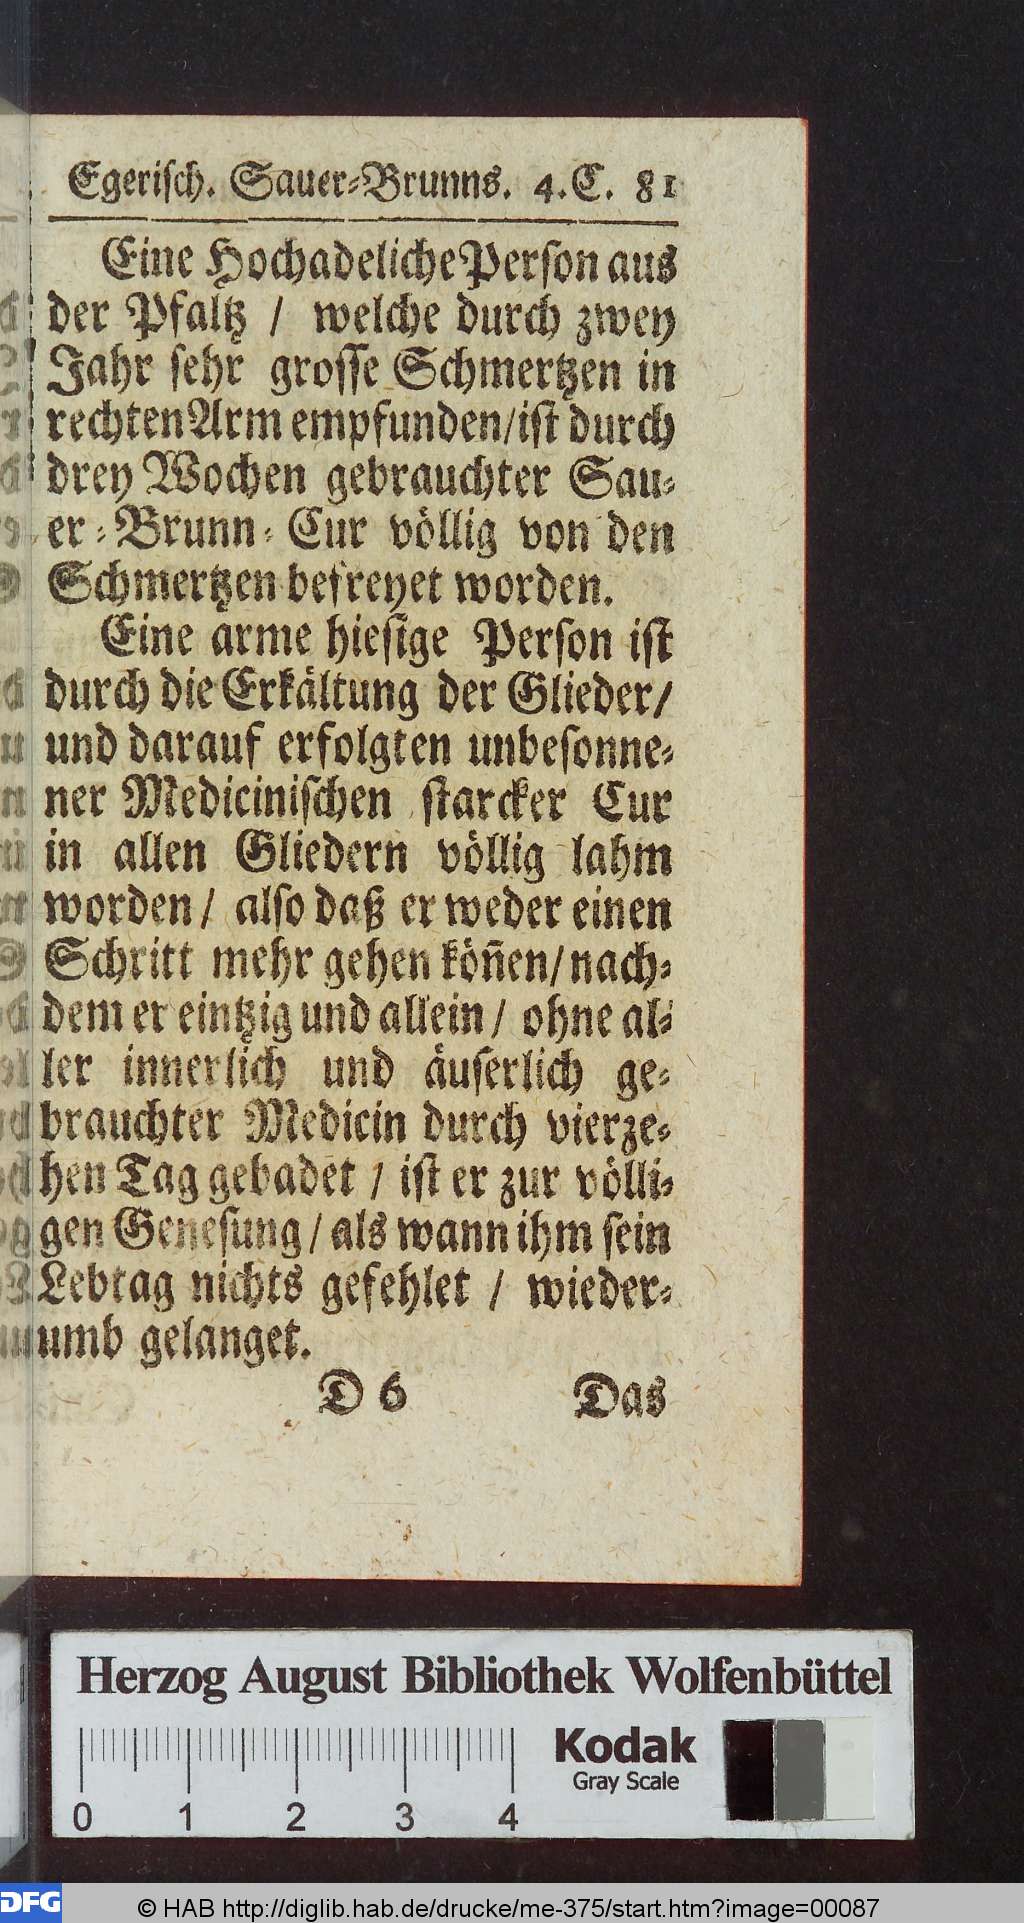 Egeriſch. Sauer-Brunns. 4. C. 81
Eine Hochadeliche Perſon aus
der Pfaltz / welche durch zwey
Jahr ſehr groſſe Schmertzen in
rechten Arm empfunden/iſt durch
drey Wochen gebrauchter Sau-
er-Brunn-Cur völlig von den
Schmertzen befreyet worden.
Eine arme hieſige Perſon iſt
durch die Erkältung der Glieder/
und darauf erfolgten unbeſonne-
ner Mediciniſchen ſtarcker Cur
in allen Gliedern völlig lahm
worden / alſo daß er weder einen
Schritt mehr gehen köñen/nach-
dem er eintzig und allein / ohne al-
ler innerlich und äuſerlich ge-
brauchter Medicin durch vierze-
hen Tag gebadet / iſt er zur völli-
gen Geneſung / als wann ihm ſein
Lebtag nichts gefehlet / wieder-
umb gelanget.
D 6 Das
Herzog August Bibliothek Wolfenbüttel
Kodak
Gray Scale
0 1 2 3 4
DFG © HAB http://diglib.hab.de/drucke/me-375/start.htm?image=00087